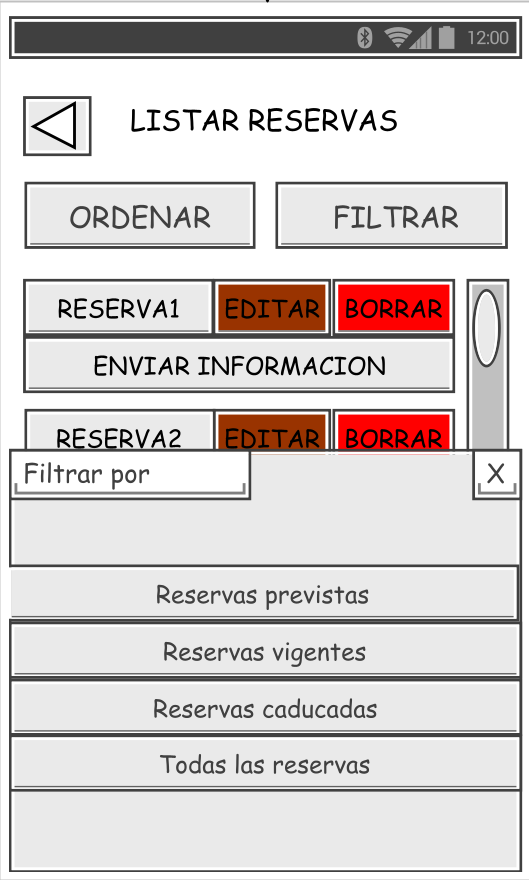 12:00
LISTAR RESERVAS
ORDENAR FILTRAR
RESERVA1 EDITAR BORRAR
ENVIAR INFORMACION
RESERVA2 EDITAR BORRAR
Filtrar por X
Reservas previstas
Reservas vigentes
Reservas caducadas
Todas las reservas